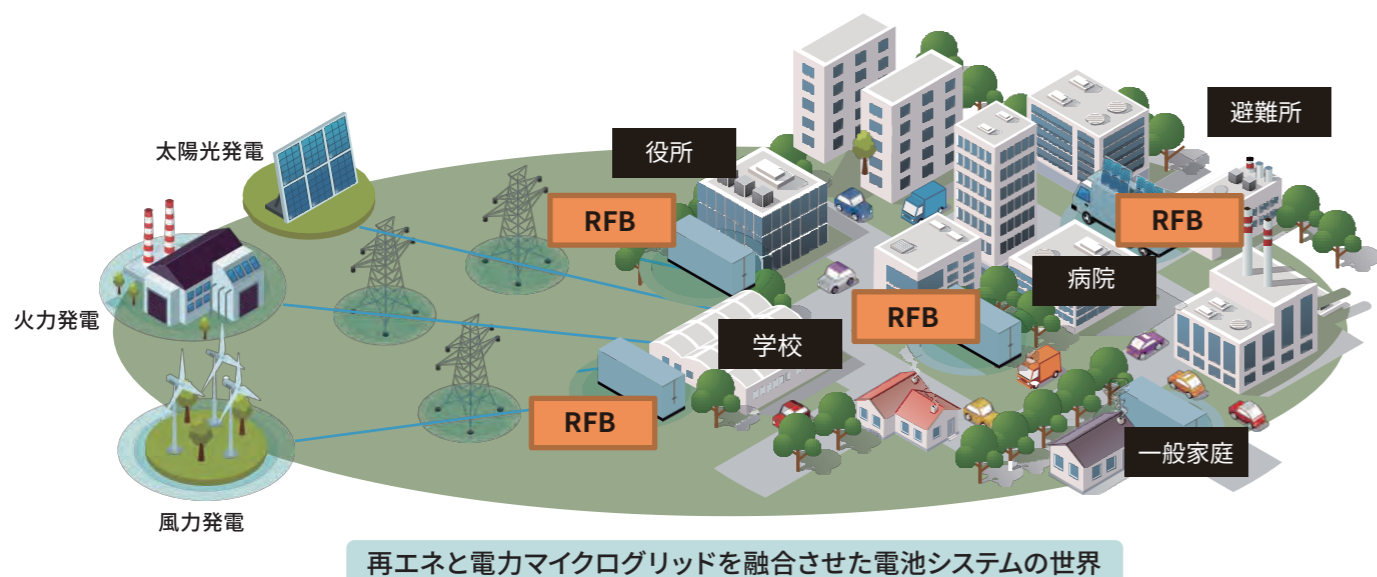 避難所
役所
太陽光発電
RFB
RFB
病院
火力発電
RFB
学校
RFB
一般家庭
風力発電
再エネと電力マイクログリッドを融合させた電池システムの世界